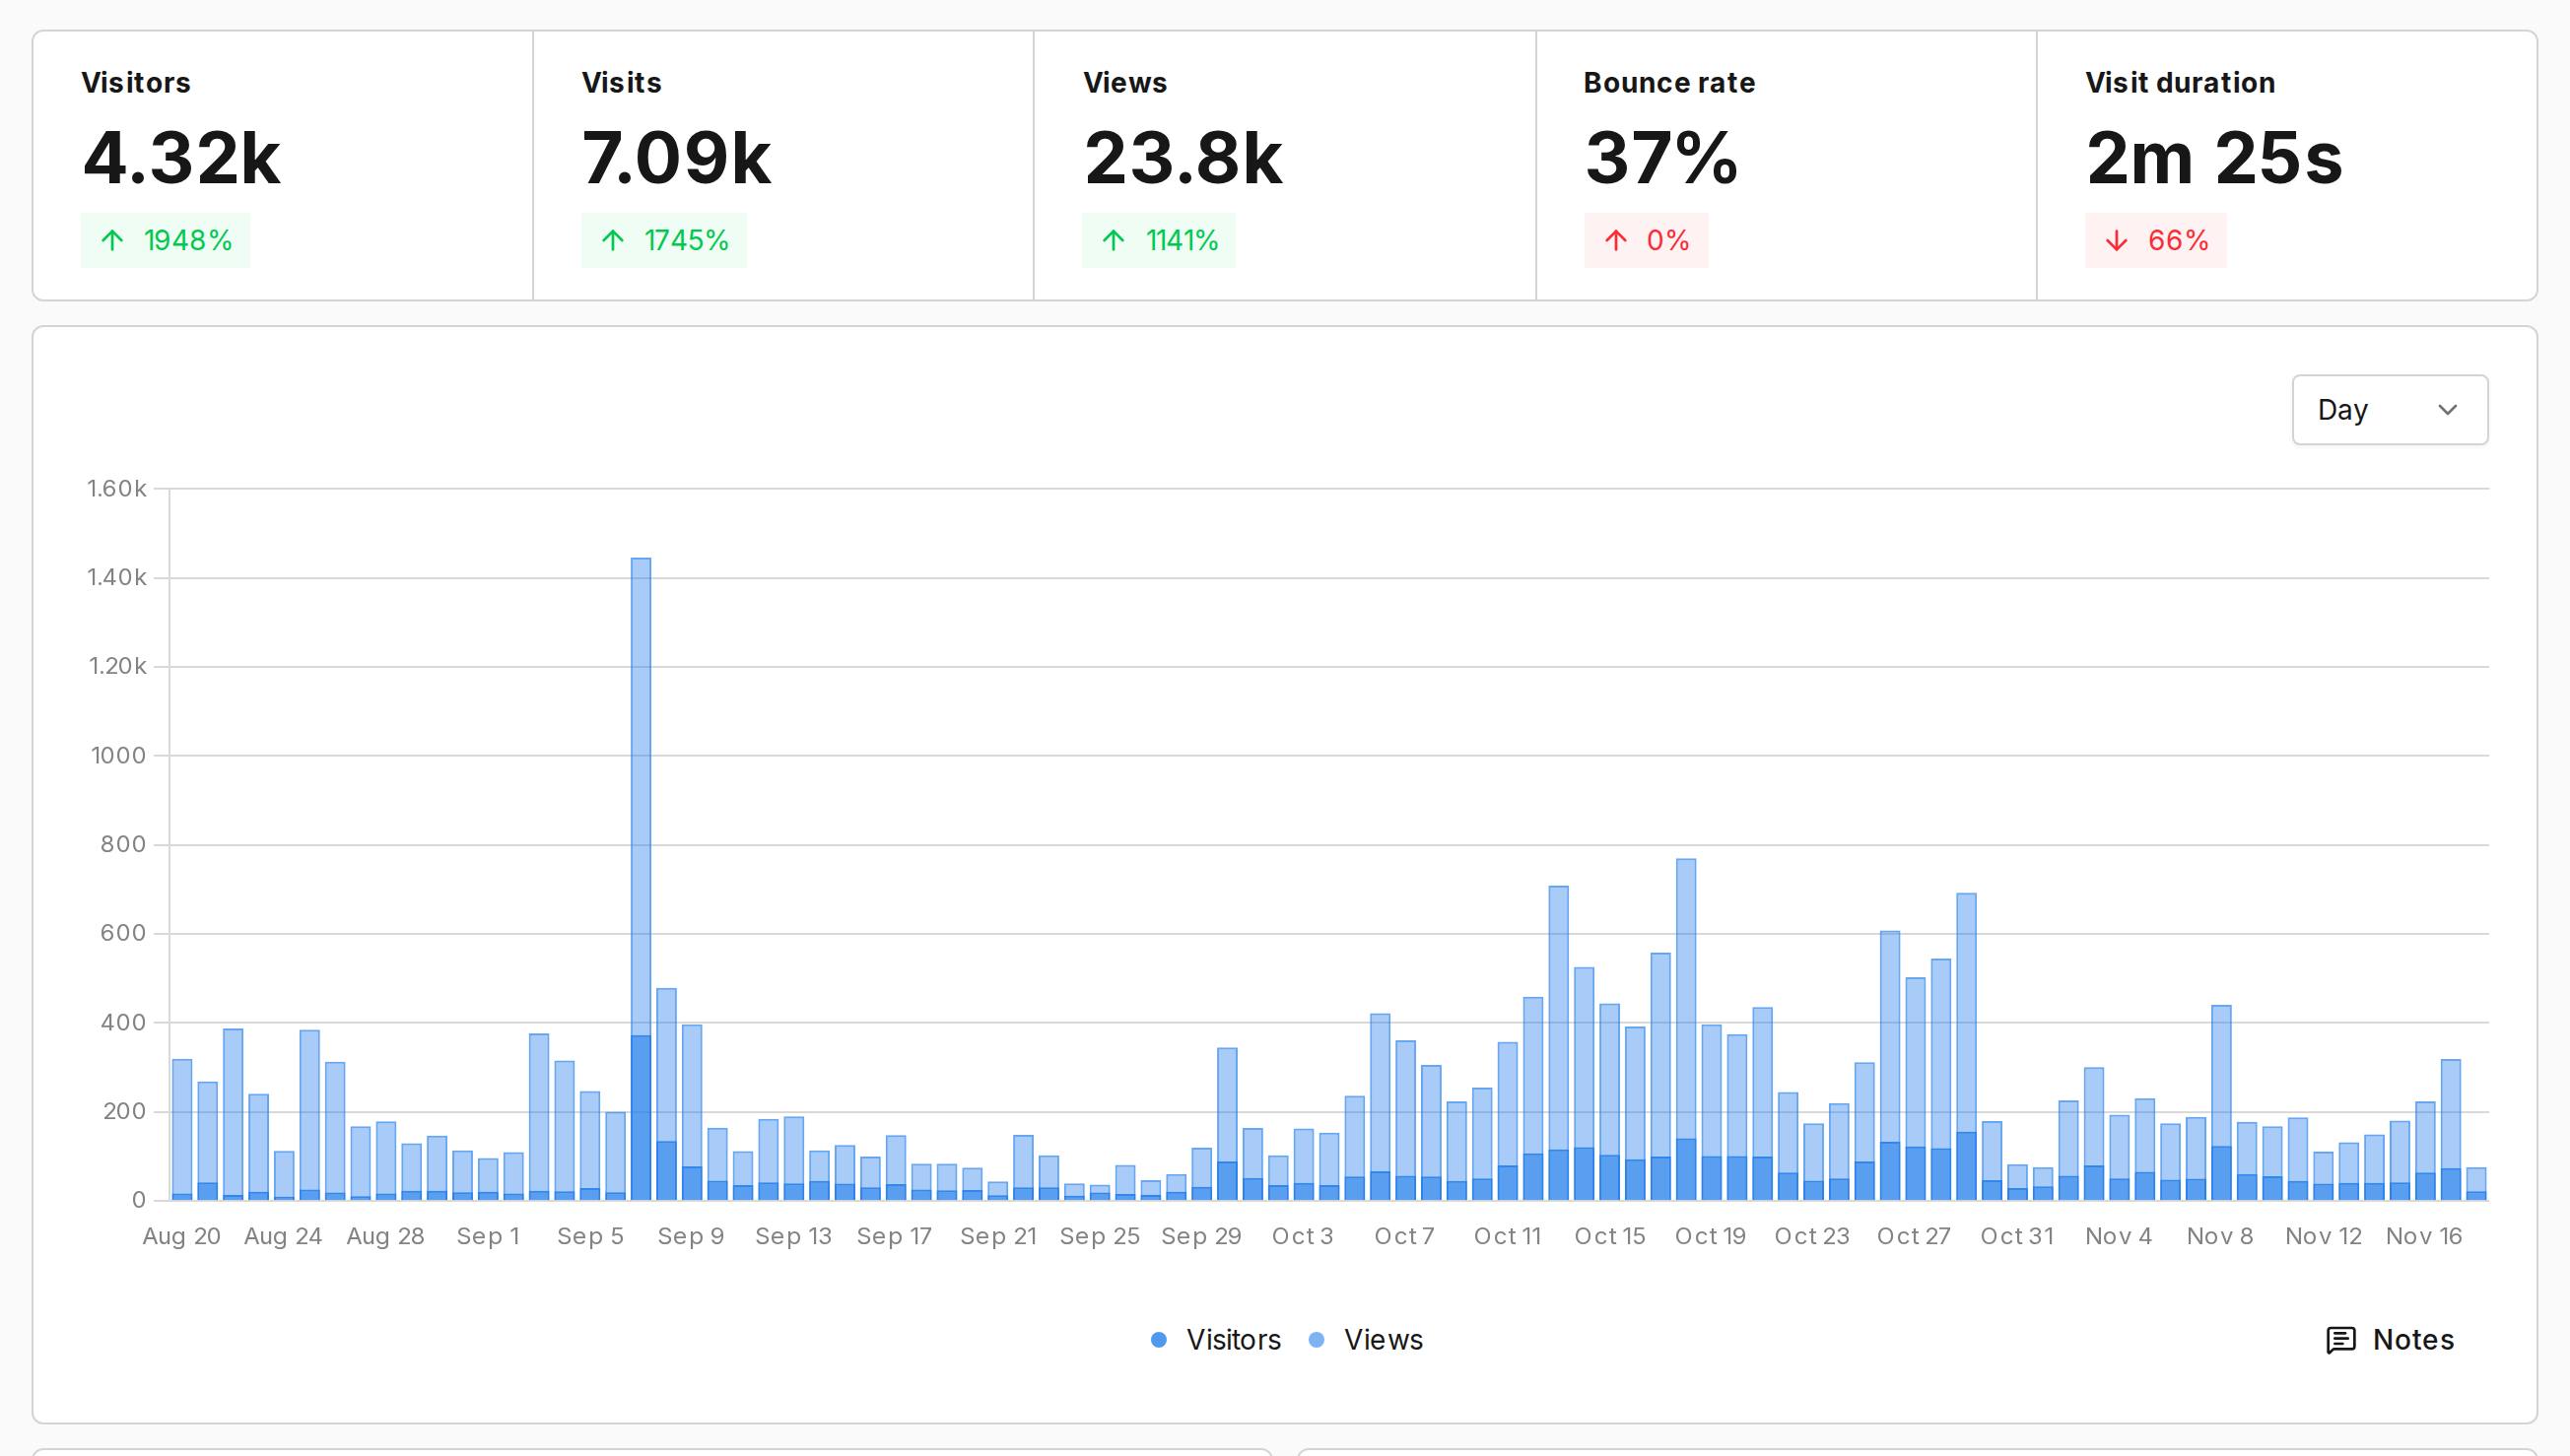 Visitors Visits Views Bounce rate Visit duration
4.32k 7.09k 23.8k 37% 2m 25s
1948% 1745% 1141% 0% 66%
Day
1.60k
1.40k
1.20k
1000
800
600
400
200
0
Aug 20 Aug 24 Aug 28 Sep 1 Sep 5 Sep 9 Sep 13 Sep 17 Sep 21 Sep 25 Sep 29 Oct 3 Oct 7 Oct 11 Oct 15 Oct 19 Oct 23 Oct 27 Oct 31 Nov 4 Nov 8 Nov 12 Nov 16
Visitors Views
Notes